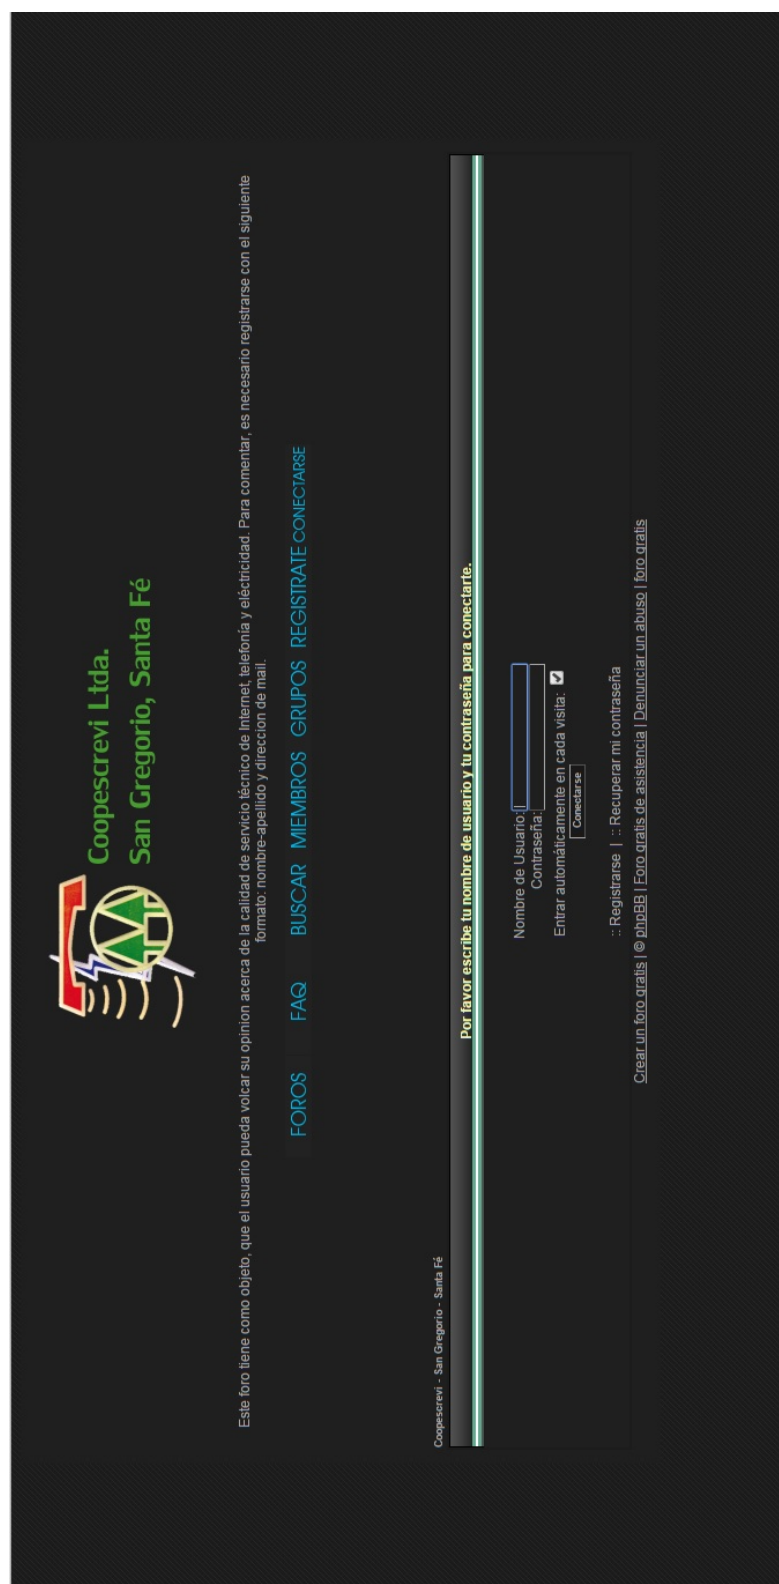 Coopescrevi Ltda.
San Gregorio, Santa Fé
Este foro tiene como objeto, que el usuario pueda volcar su opinion acerca de la calidad de servicio técnico de Internet, telefonía y eléctricidad. Para comentar, es necesario registrarse con el siguiente
formato: nombre-apellido y direccion de mail.
FOROS FAQ BUSCAR MIEMBROS GRUPOS REGISTRATE CONECTARSE
Coopescrevi - San Gregorio - Santa Fé
Por favor escribe tu nombre de usuario y tu contraseña para conectarte.
Nombre de Usuario:
Contraseña:
Entrar automáticamente en cada visita:
Conectarse
:: Registrarse | :: Recuperar mi contraseña
Crear un foro gratis | © phpBB | Foro gratis de asistencia | Denunciar un abuso | foro gratis